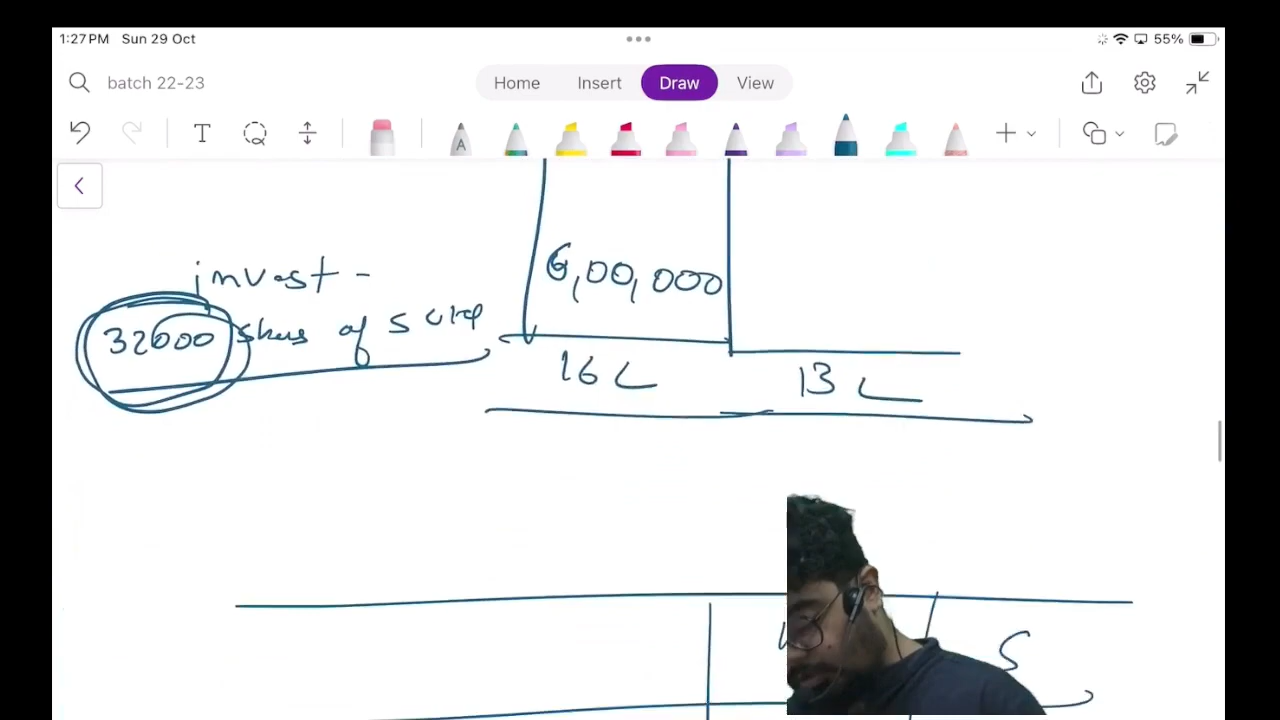 1:27 PM Sun 29 Oct
55%
batch 22-23
Home Insert Draw View
T
A
invest -
6,00,000
32000 shares of S
16 L
13 L
S